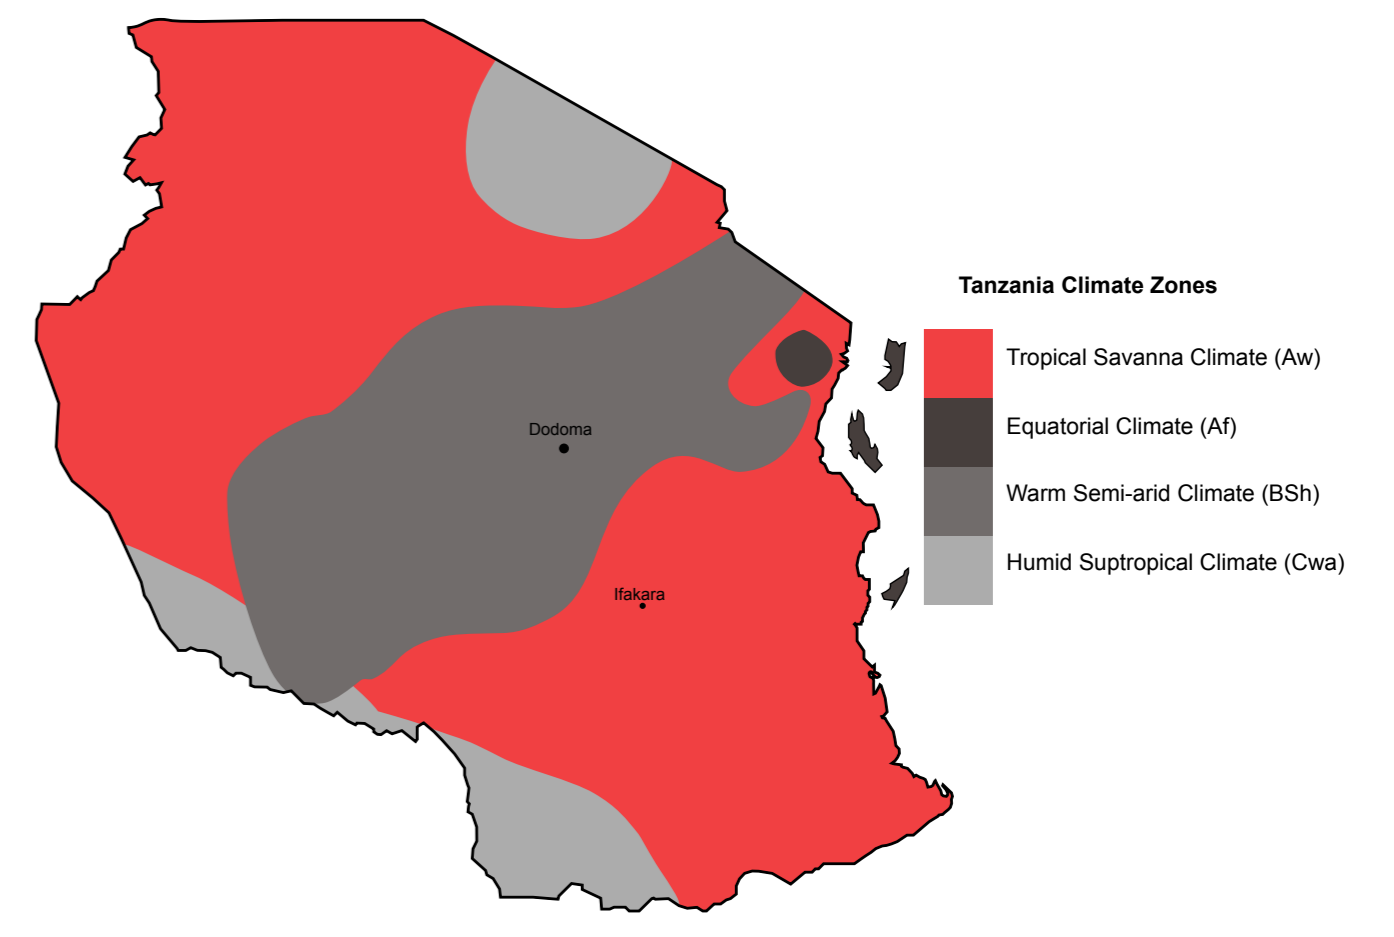 Tanzania Climate Zones
Tropical Savanna Climate (Aw)
Equatorial Climate (Af)
Dodoma
Warm Semi-arid Climate (BSh)
Humid Suptropical Climate (Cwa)
Ifakara